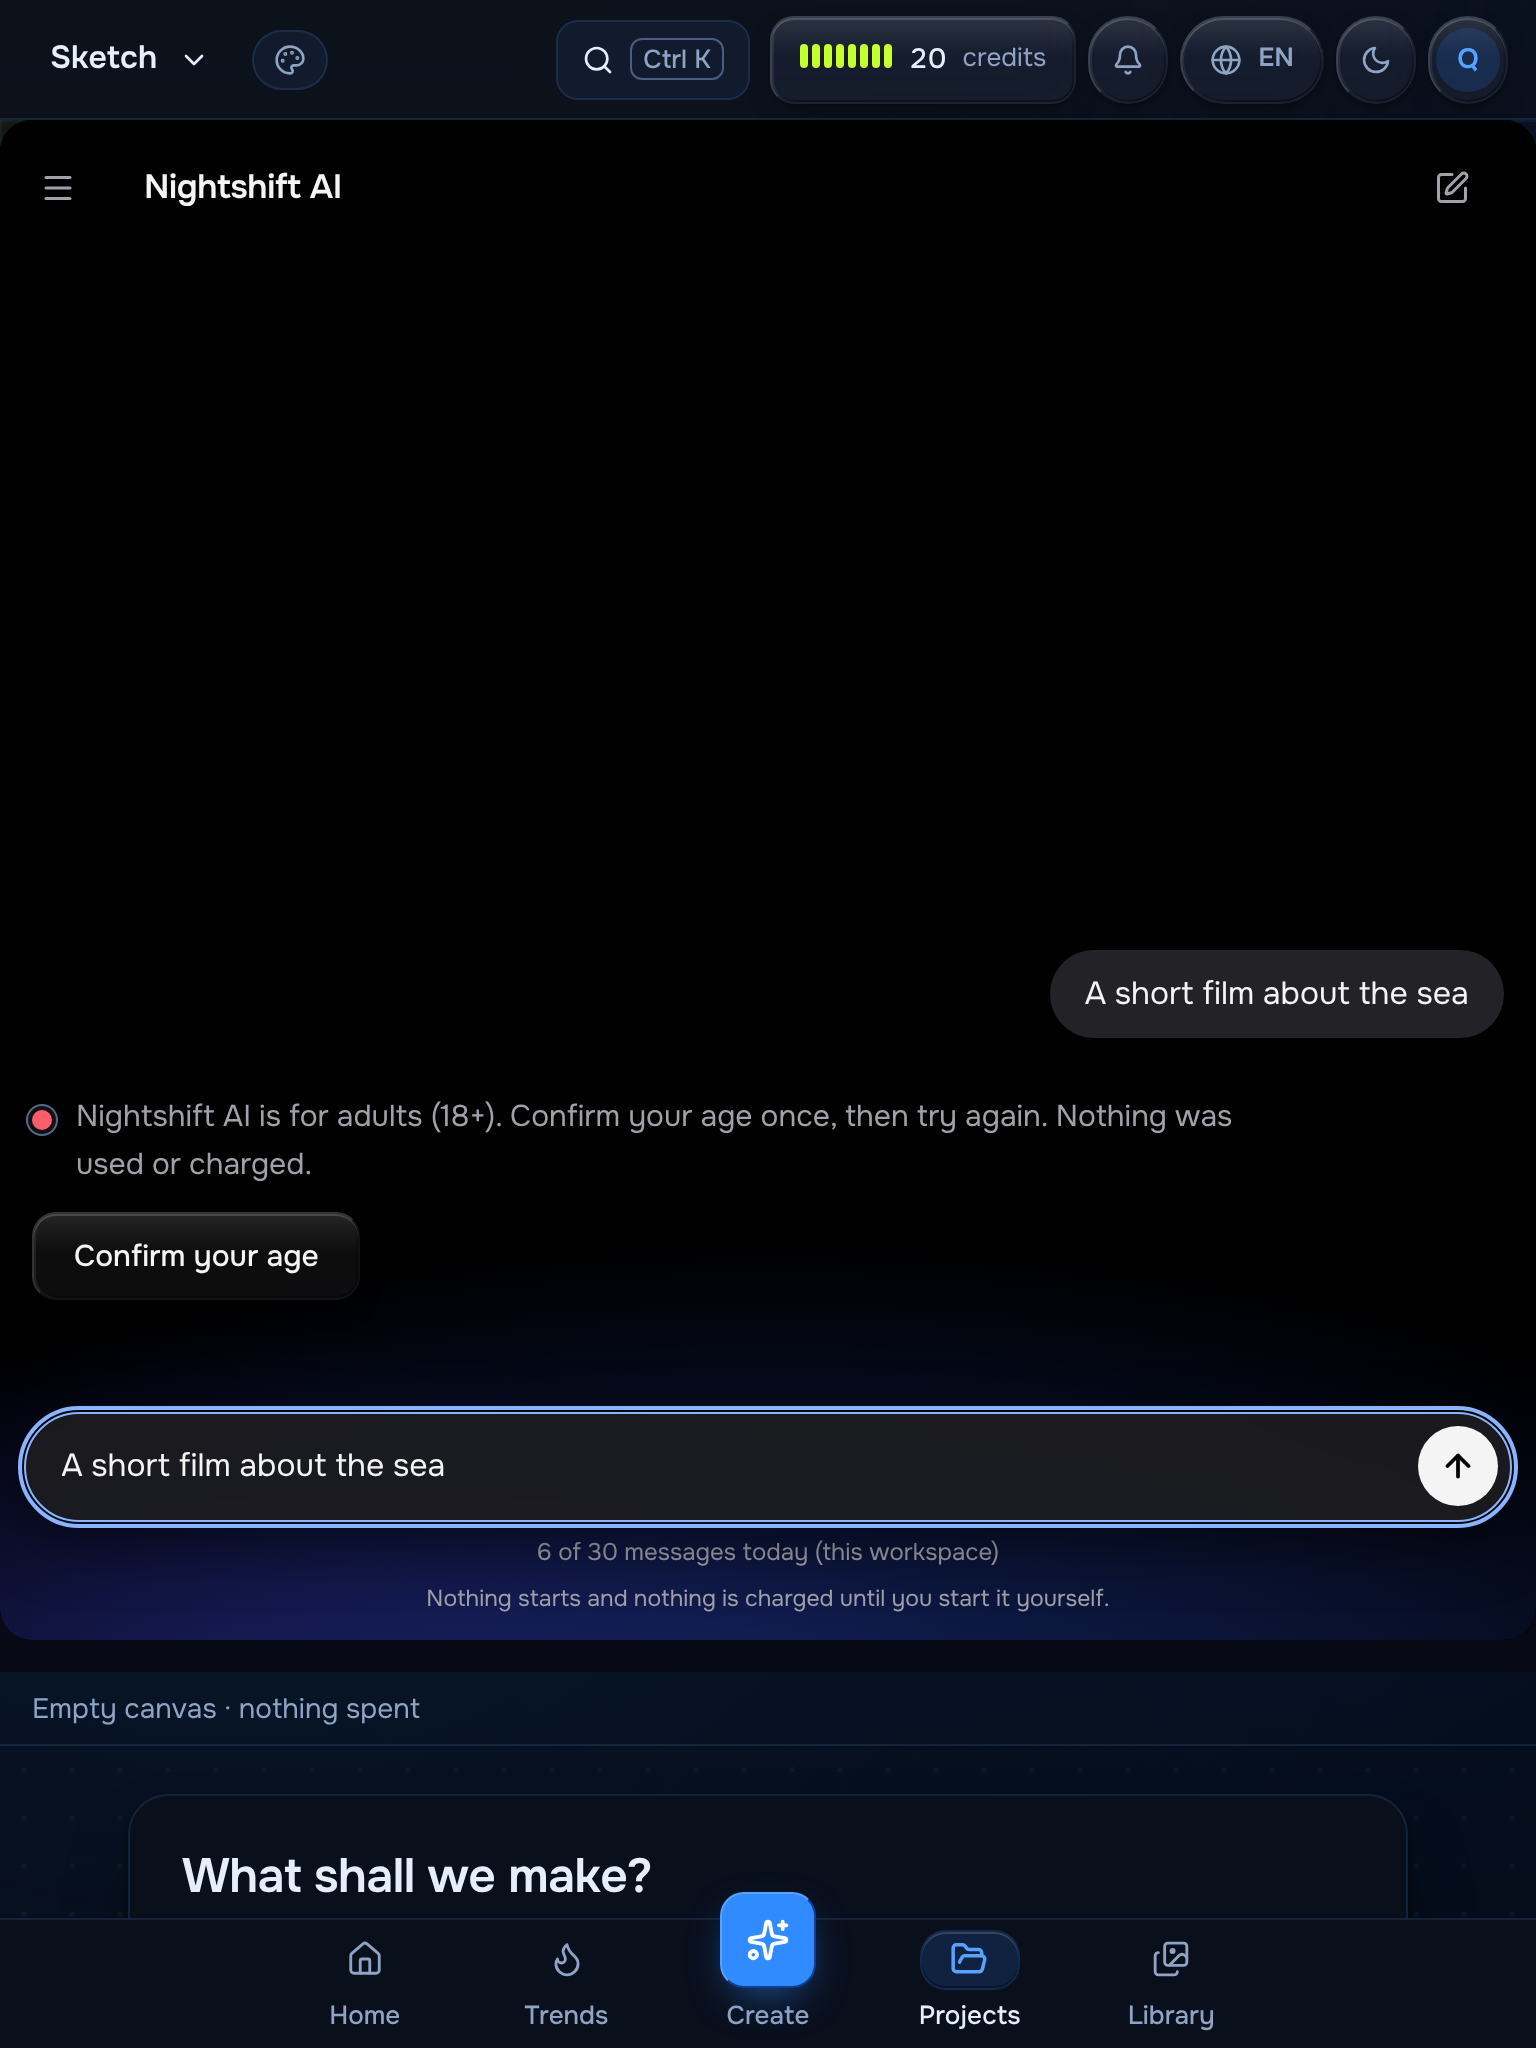 Sketch
Ctrl K
20 credits
EN
Q
Nightshift AI
A short film about the sea
Nightshift AI is for adults (18+). Confirm your age once, then try again. Nothing was
used or charged.
Confirm your age
A short film about the sea
6 of 30 messages today (this workspace)
Nothing starts and nothing is charged until you start it yourself.
Empty canvas · nothing spent
What shall we make?
Home
Trends
Create
Projects
Library